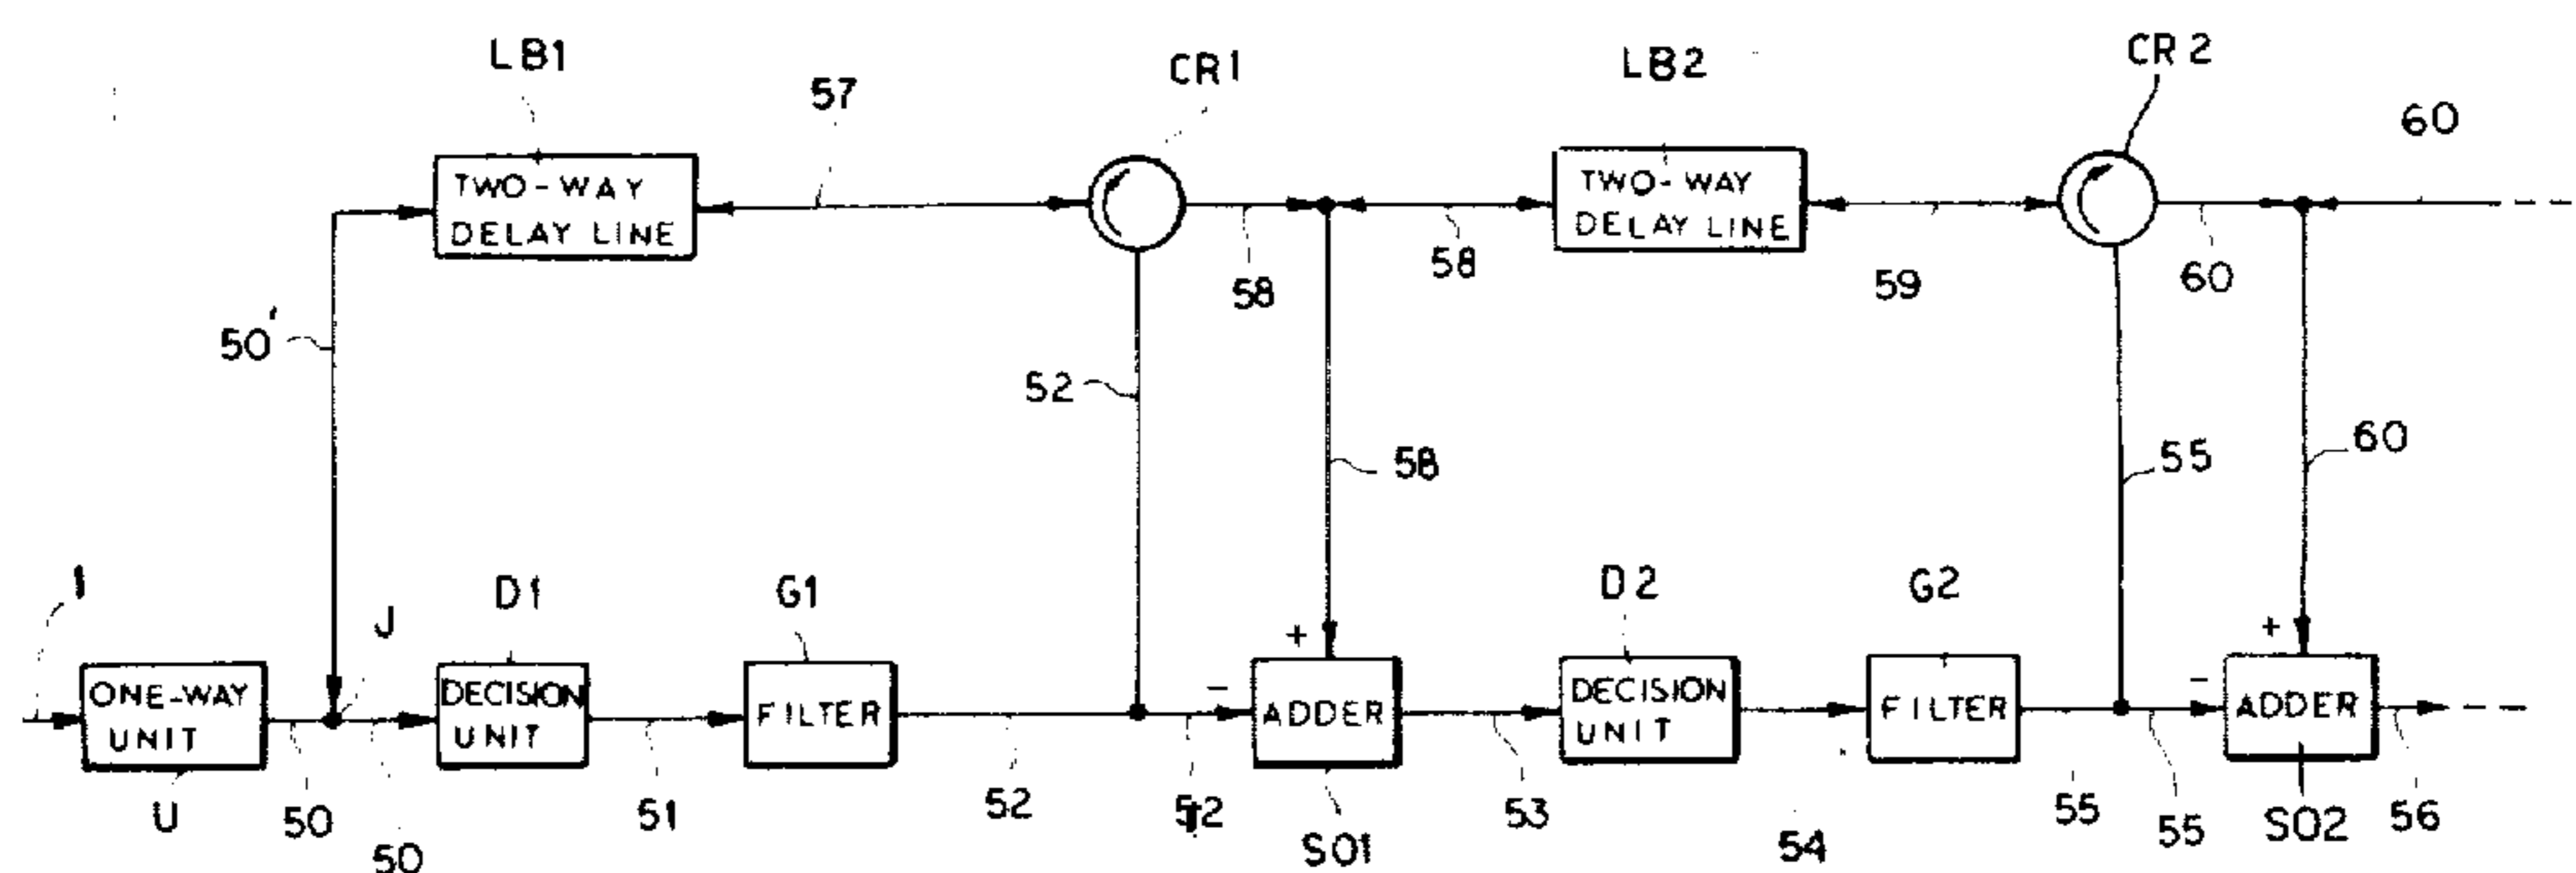 LB1
CR1
LB2
CR2
57
60
TWO-WAY
DELAY LINE
TWO-WAY
DELAY LINE
58
58
59
60
50'
52
58
55
60
1
J
D1
G1
+
D2
G2
+
ONE-WAY
UNIT
DECISION
UNIT
FILTER
-
ADDER
DECISION
UNIT
FILTER
-
ADDER
U
50
50
51
52
52
SO1
53
54
55
55
SO2
56